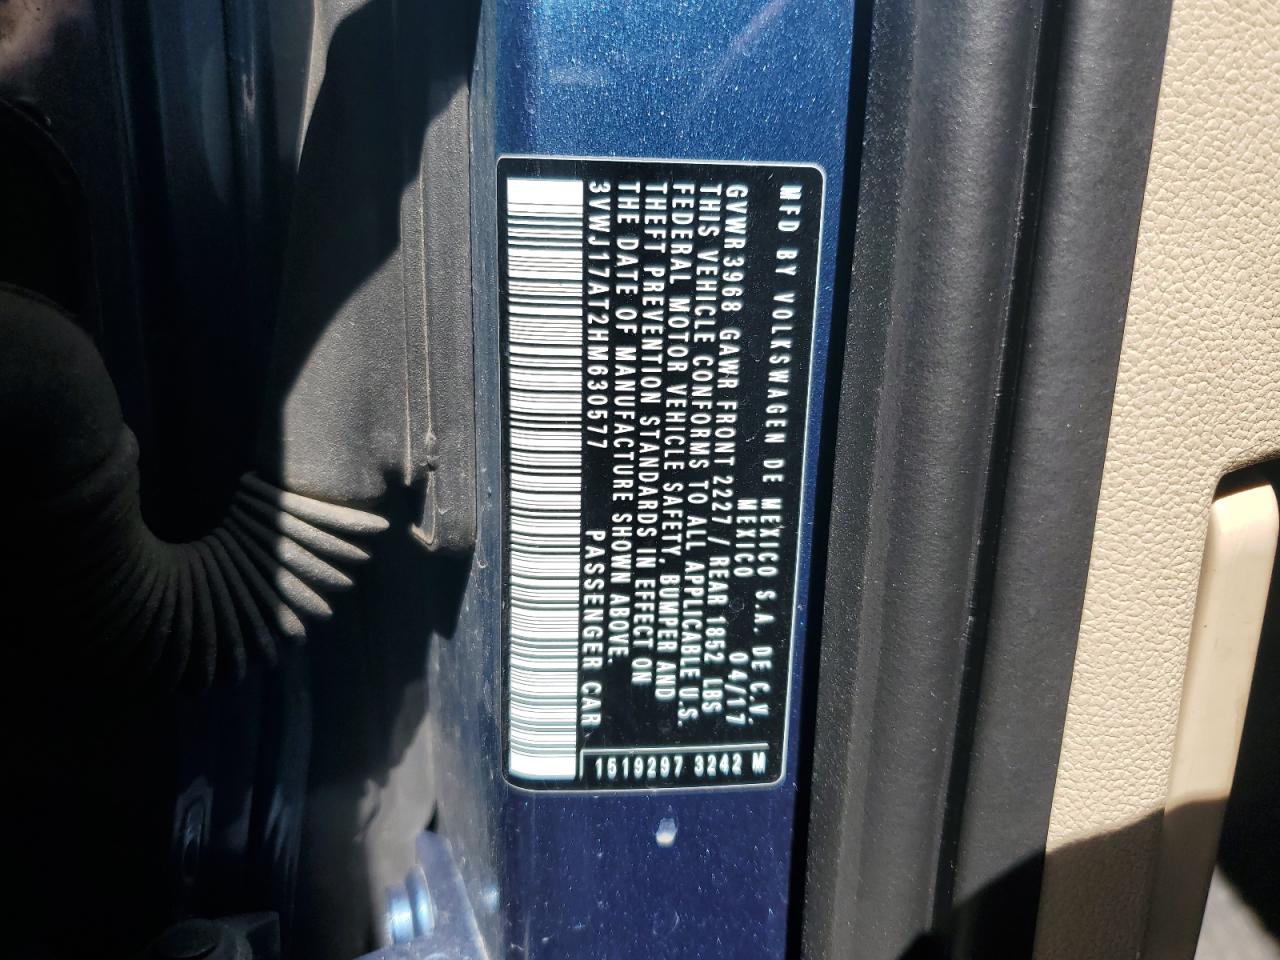 MFD BY VOLKSWAGEN DE MEXICO S.A. DE C.V.
MEXICO 04/17
GVWR 3968 GAWR FRONT 2227 / REAR 1852 LBS
THIS VEHICLE CONFORMS TO ALL APPLICABLE U.S.
FEDERAL MOTOR VEHICLE SAFETY, BUMPER AND
THEFT PREVENTION STANDARDS IN EFFECT ON
THE DATE OF MANUFACTURE SHOWN ABOVE.
3VWJ17AT2HM630577 PASSENGER CAR
1519297 3242 M